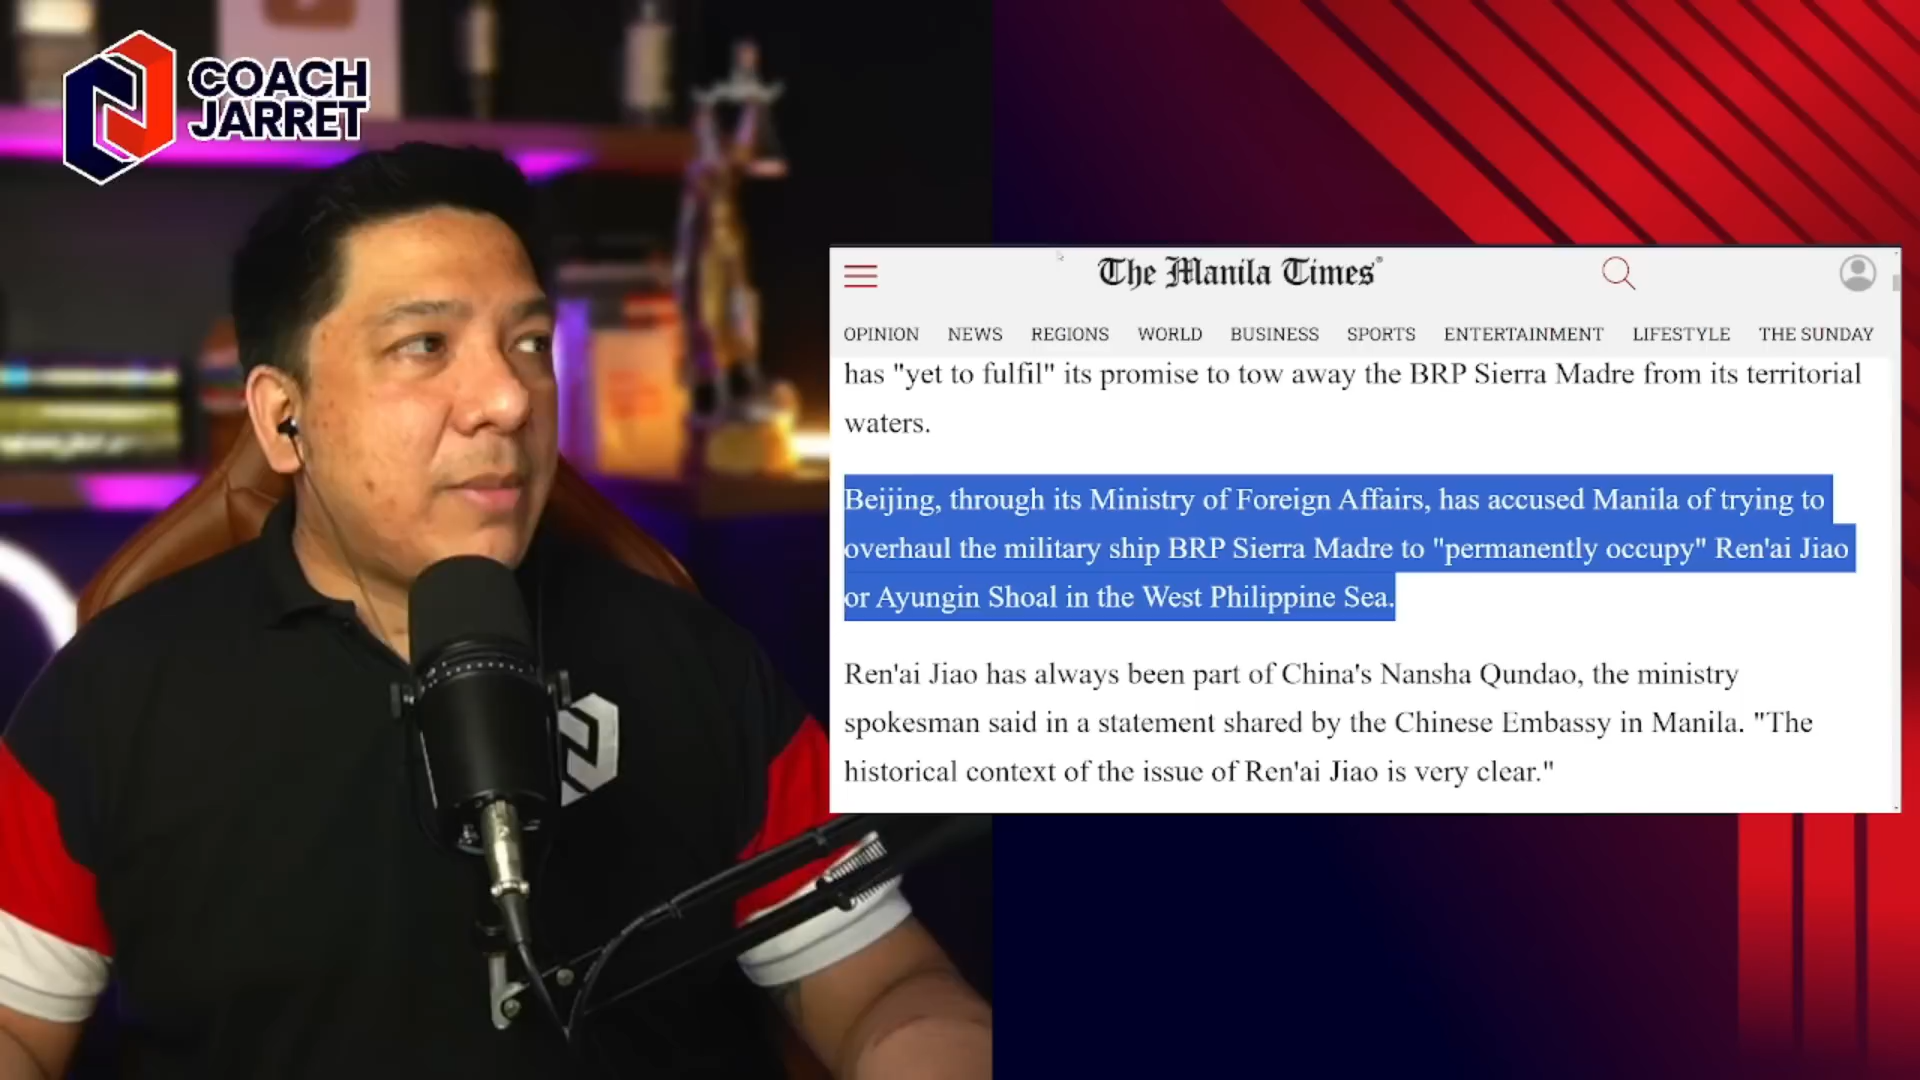 COACH
JARRET
The Manila Times
OPINION NEWS REGIONS WORLD BUSINESS SPORTS ENTERTAINMENT LIFESTYLE THE SUNDAY
has "yet to fulfil" its promise to tow away the BRP Sierra Madre from its territorial
waters.
Beijing, through its Ministry of Foreign Affairs, has accused Manila of trying to
overhaul the military ship BRP Sierra Madre to "permanently occupy" Ren'ai Jiao
or Ayungin Shoal in the West Philippine Sea.
Ren'ai Jiao has always been part of China's Nansha Qundao, the ministry
spokesman said in a statement shared by the Chinese Embassy in Manila. "The
historical context of the issue of Ren'ai Jiao is very clear."